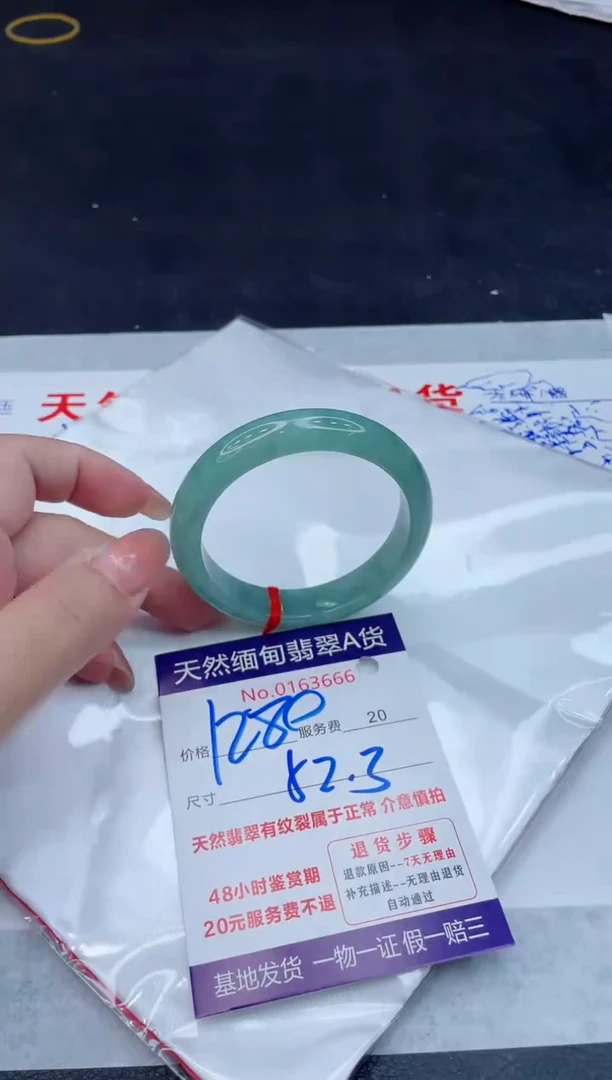 天然缅甸翡翠A货
No.0163666
价格 1280 服务费 20
尺寸 52.3
天然翡翠有纹裂属于正常 介意慎拍
48小时鉴赏期
20元服务费不退
退货步骤
退款原因--7天无理由
补充描述--无理由退货
自动通过
基地发货 一物一证 假一赔三